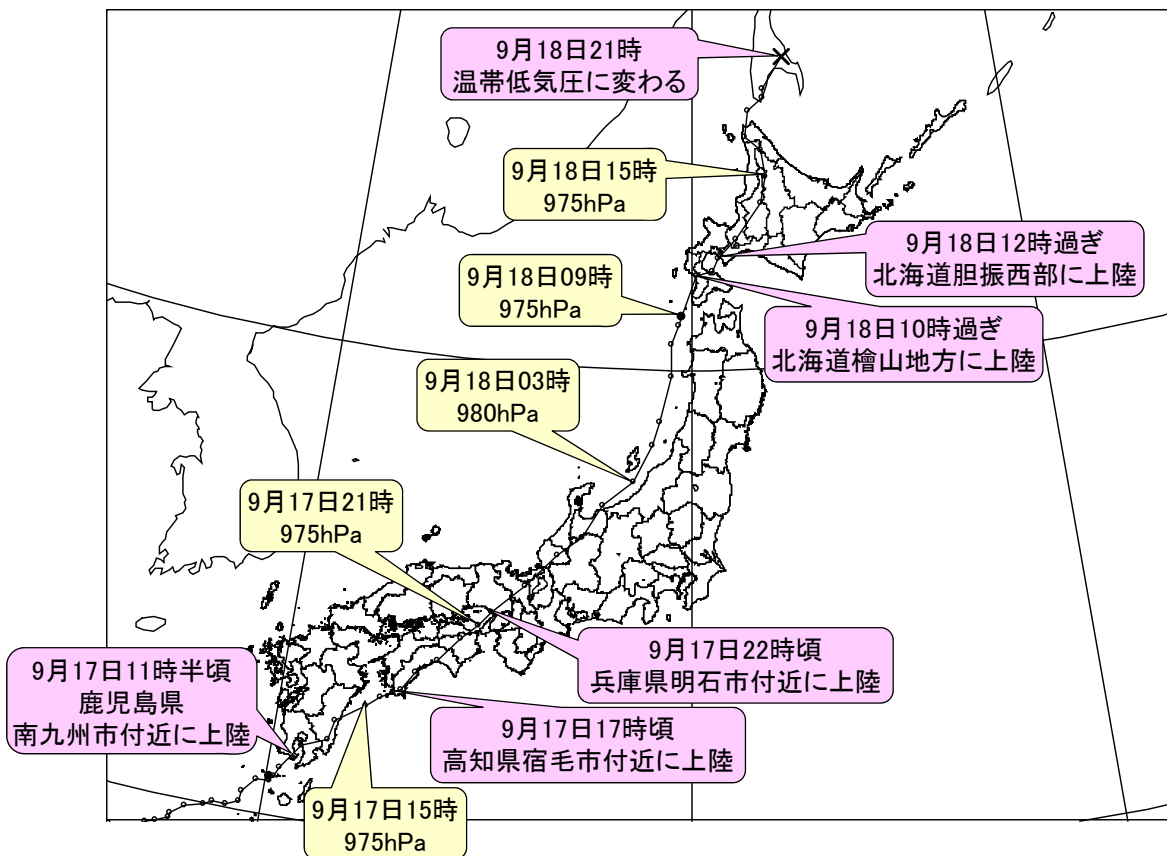 9月18日21時
温帯低気圧に変わる
9月18日15時
975hPa
9月18日12時過ぎ
北海道胆振西部に上陸
9月18日09時
975hPa
9月18日10時過ぎ
北海道檜山地方に上陸
9月18日03時
980hPa
9月17日21時
975hPa
9月17日22時頃
兵庫県明石市付近に上陸
9月17日11時半頃
鹿児島県
南九州市付近に上陸
9月17日17時頃
高知県宿毛市付近に上陸
9月17日15時
975hPa